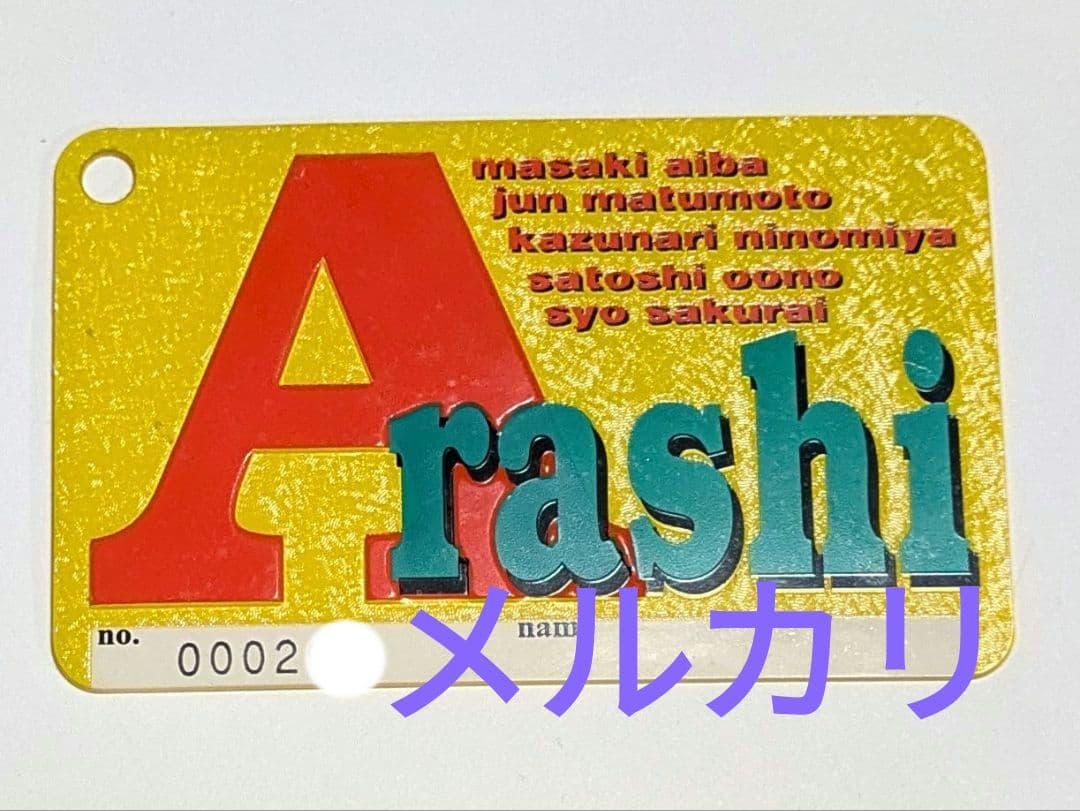 masaki aiba
jun matumoto
kazunari ninomiya
satoshi oono
syo sakurai
Arashi
no. 0002
メルカリ